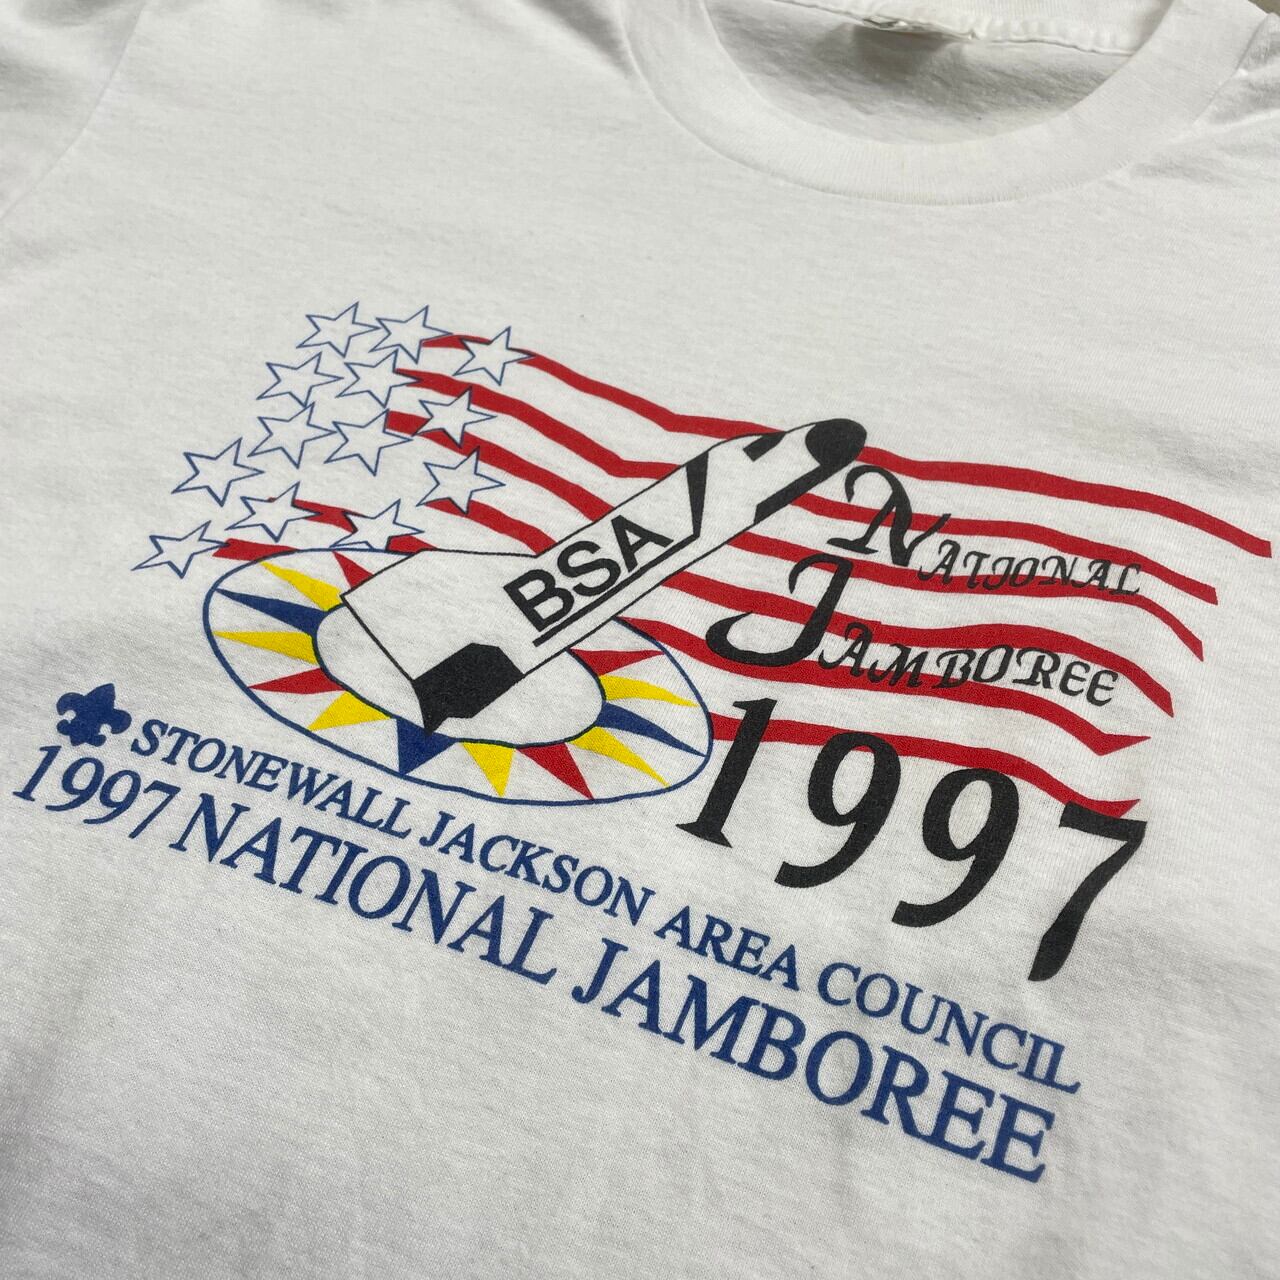 BSA
NATIONAL
JAMBOREE
1997
STONEWALL JACKSON AREA COUNCIL
1997 NATIONAL JAMBOREE